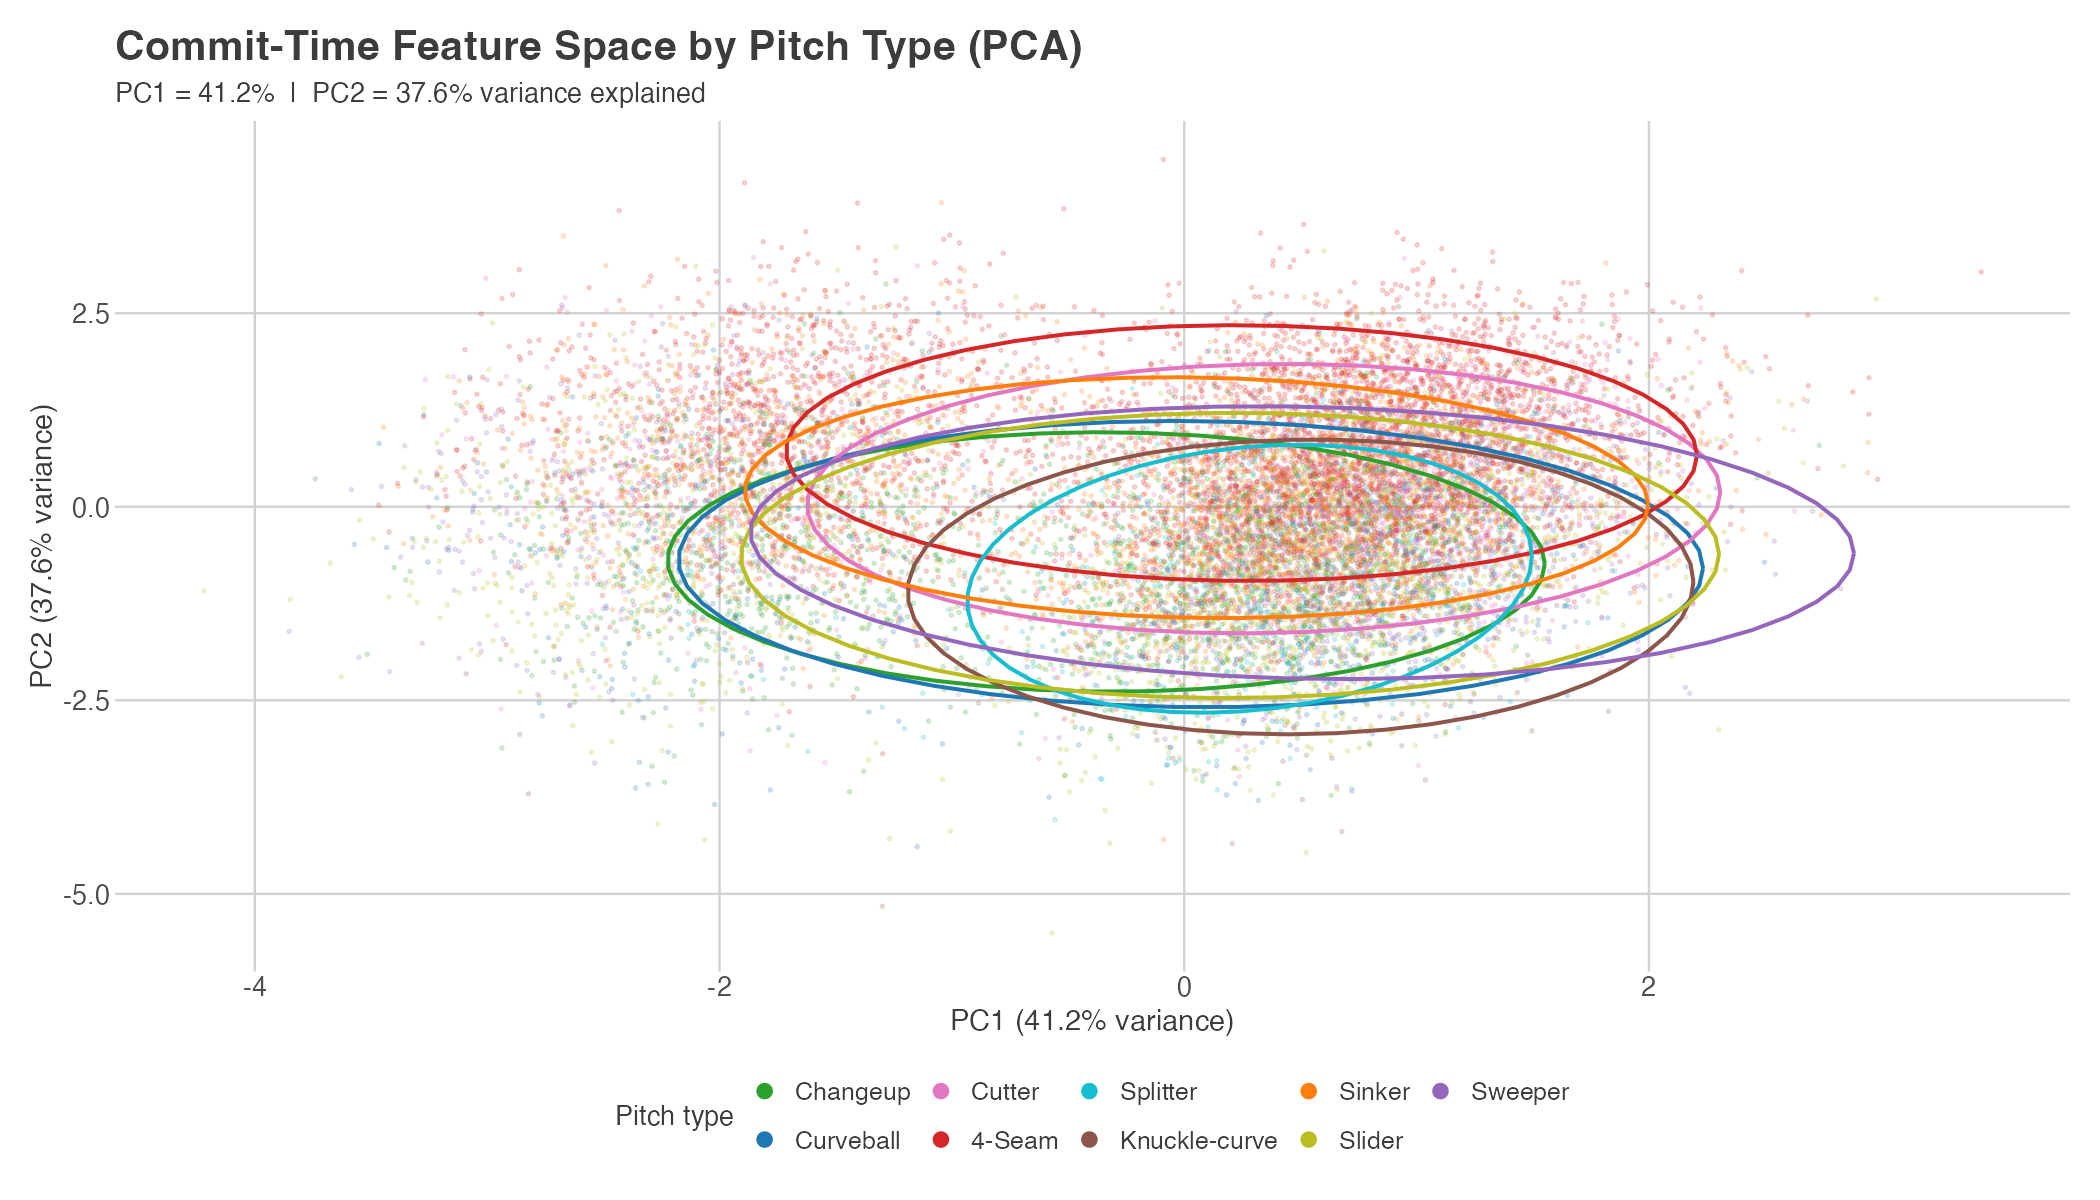 Commit-Time Feature Space by Pitch Type (PCA)
PC1 = 41.2% | PC2 = 37.6% variance explained
PC2 (37.6% variance)
2.5
0.0
-2.5
-5.0
-4
-2
0
2
PC1 (41.2% variance)
Pitch type
Changeup
Cutter
Splitter
Sinker
Sweeper
Curveball
4-Seam
Knuckle-curve
Slider